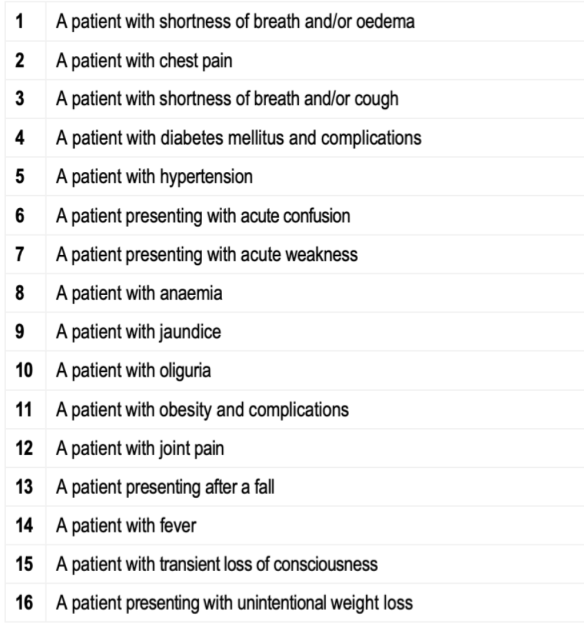 1 A patient with shortness of breath and/or oedema
2 A patient with chest pain
3 A patient with shortness of breath and/or cough
4 A patient with diabetes mellitus and complications
5 A patient with hypertension
6 A patient presenting with acute confusion
7 A patient presenting with acute weakness
8 A patient with anaemia
9 A patient with jaundice
10 A patient with oliguria
11 A patient with obesity and complications
12 A patient with joint pain
13 A patient presenting after a fall
14 A patient with fever
15 A patient with transient loss of consciousness
16 A patient presenting with unintentional weight loss